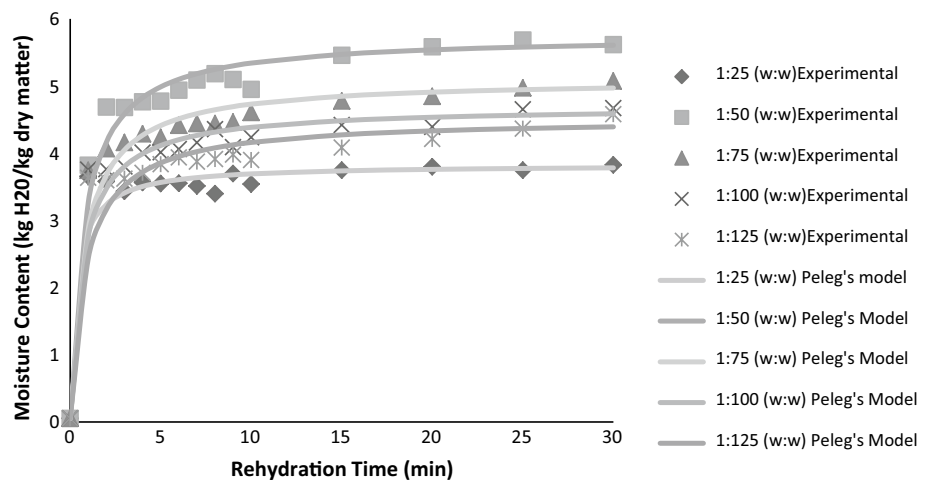 Moisture Content (kg H20/kg dry matter)
6
5
4
3
2
1
0
0 5 10 15 20 25 30
Rehydration Time (min)
1:25 (w:w)Experimental
1:50 (w:w)Experimental
1:75 (w:w)Experimental
1:100 (w:w)Experimental
1:125 (w:w)Experimental
1:25 (w:w) Peleg's model
1:50 (w:w) Peleg's Model
1:75 (w:w) Peleg's Model
1:100 (w:w) Peleg's Model
1:125 (w:w) Peleg's Model